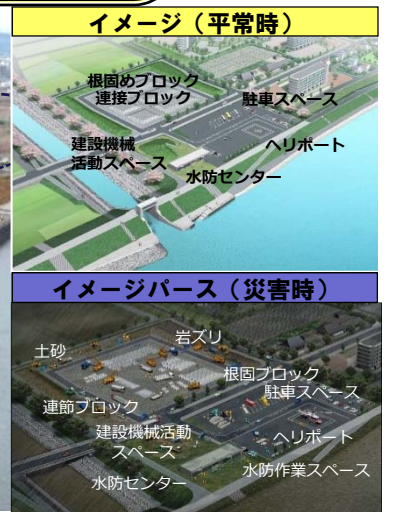 イメージ（平常時）
根固めブロック
連接ブロック
駐車スペース
建設機械
活動スペース
ヘリポート
水防センター
イメージパース（災害時）
岩ズリ
土砂
根固ブロック
駐車スペース
連節ブロック
建設機械活動
スペース
ヘリポート
水防作業スペース
水防センター